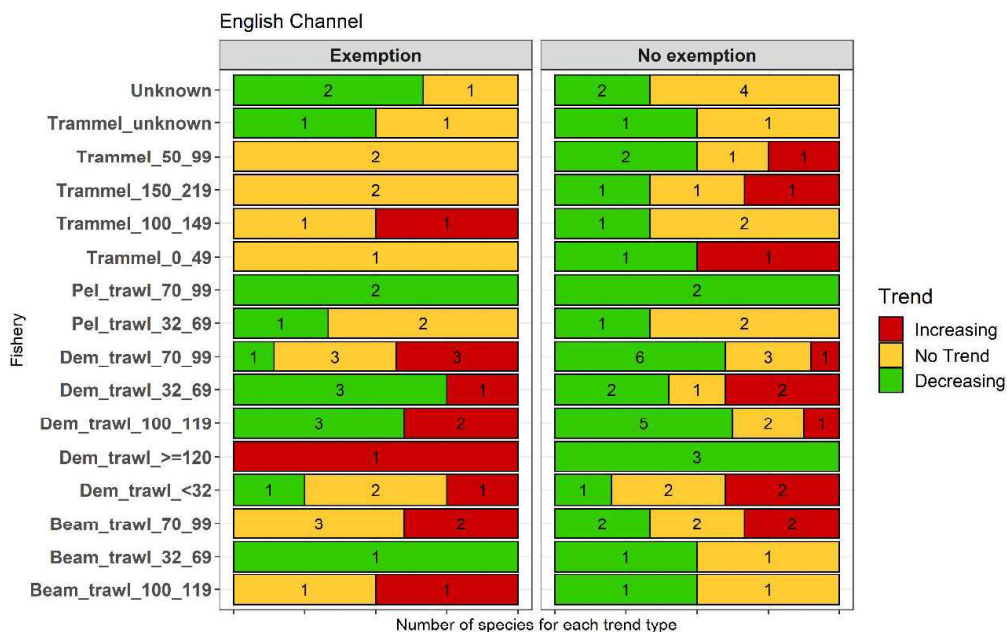 English Channel
Exemption
No exemption
Unknown 2 1 2 4
Trammel_unknown 1 1 1 1
Trammel_50_99 2 2 1 1
Trammel_150_219 2 1 1 1
Trammel_100_149 1 1 1 2
Trammel_0_49 1 1 1
Pel_trawl_70_99 2 2
Pel_trawl_32_69 1 2 1 2
Dem_trawl_70_99 1 3 3 6 3 1
Dem_trawl_32_69 3 1 2 1 2
Dem_trawl_100_119 3 2 5 2 1
Dem_trawl_>=120 1 3
Dem_trawl_<32 1 2 1 1 2 2
Beam_trawl_70_99 3 2 2 2 2
Beam_trawl_32_69 1 1 1
Beam_trawl_100_119 1 1 1 1
Fishery
Number of species for each trend type
Trend
Increasing
No Trend
Decreasing